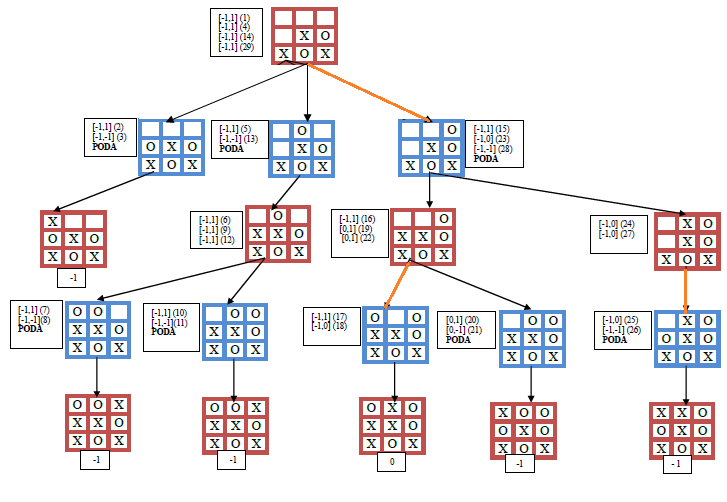 [-1,1] (1)
[-1,1] (4)
[-1,1] (14)
[-1,1] (29)
X O
X O X
[-1,1] (2)
[-1,-1] (3)
PODA
O X O
X O X
[-1,1] (5)
[-1,-1] (13)
PODA
O
X O
X O X
O
X O
X O X
[-1,1] (15)
[-1,0] (23)
[-1,-1] (28)
PODA
X
O X O
X O X
-1
[-1,1] (6)
[-1,1] (9)
[-1,1] (12)
O
X X O
X O X
[-1,1] (16)
[0,1] (19)
[0,1] (22)
O
X X O
X O X
[-1,0] (24)
[-1,0] (27)
X O
X O
X O X
[-1,1] (7)
[-1,-1](8)
PODA
O O
X X O
X O X
[-1,1] (10)
[-1,-1](11)
PODA
O O
X X O
X O X
[-1,1] (17)
[-1,0] (18)
O O
X X O
X O X
[0,1] (20)
[0,-1] (21)
PODA
O O
X X O
X O X
[-1,0] (25)
[-1,-1] (26)
PODA
X O
O X O
X O X
O O X
X X O
X O X
-1
O O X
X X O
X O X
-1
O X O
X X O
X O X
0
X O O
O X O
X O X
-1
X X O
O X O
X O X
- 1